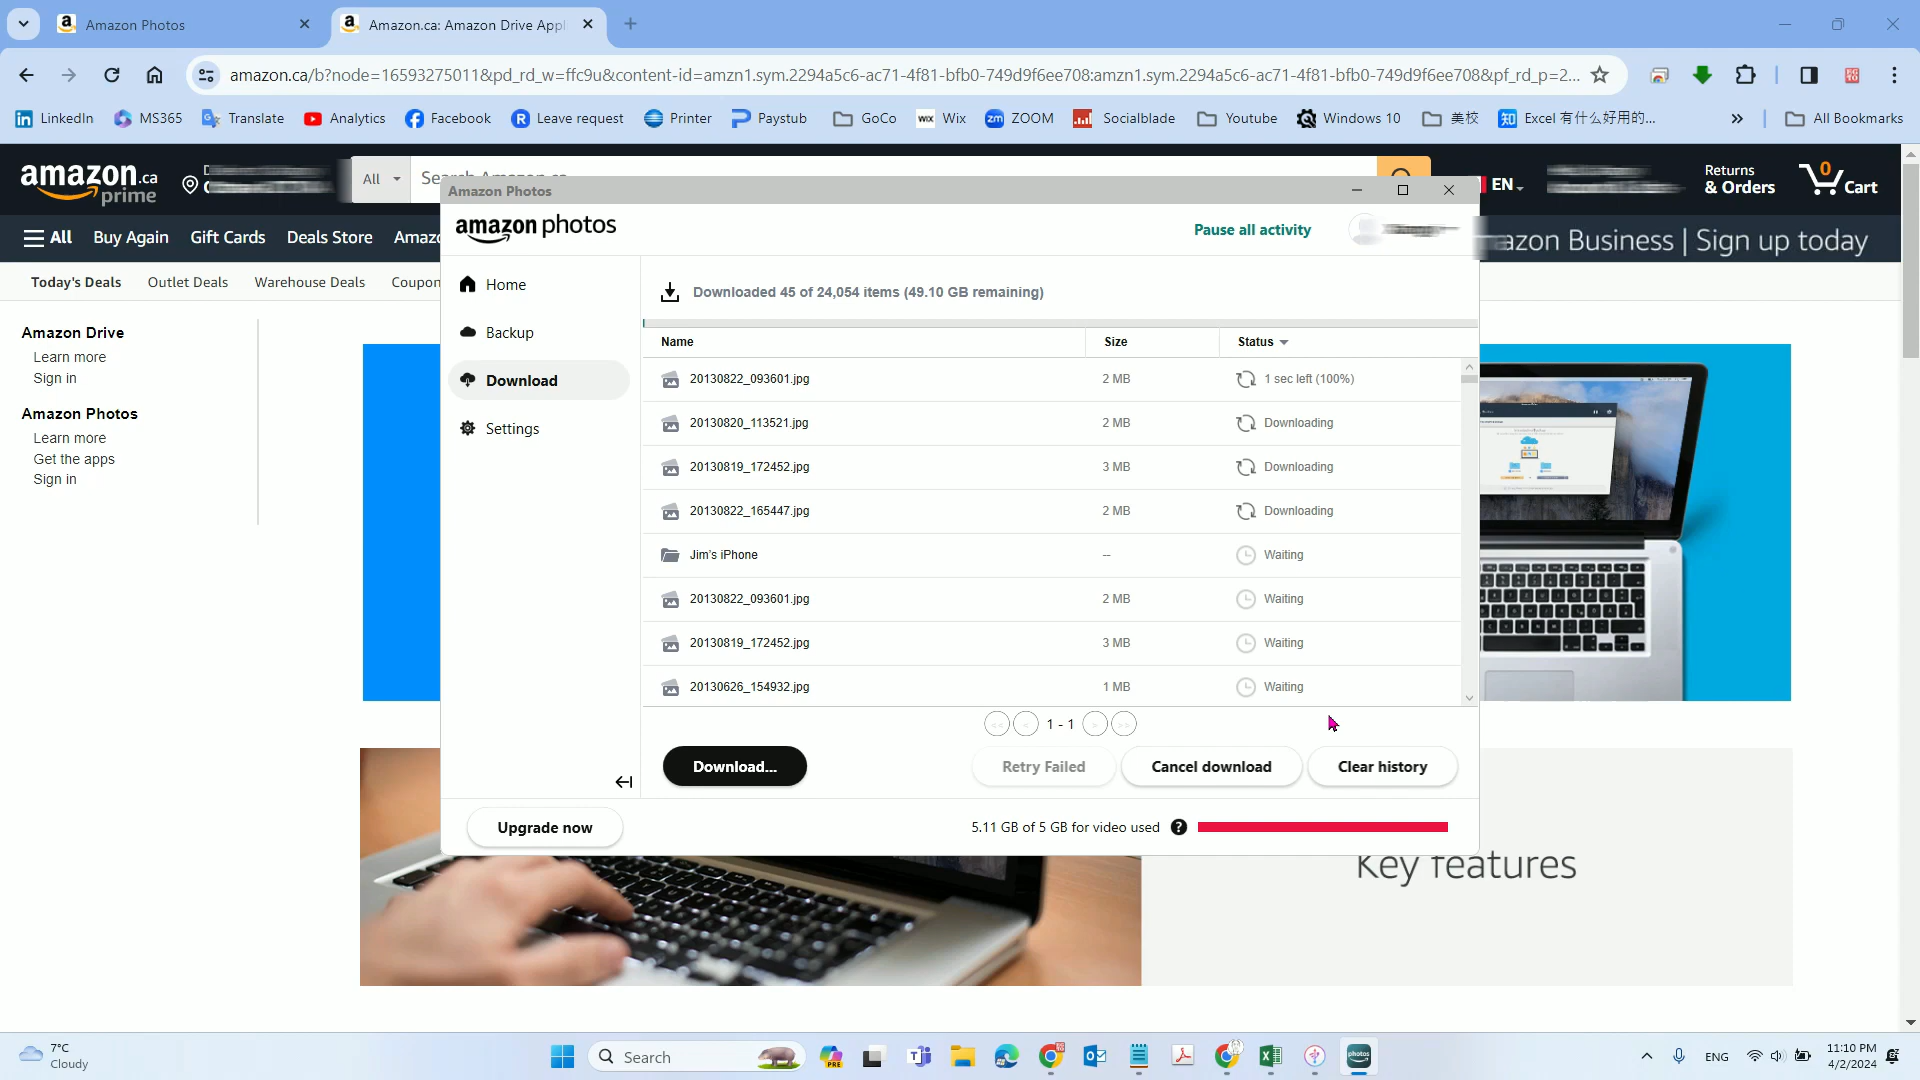 Amazon Photos
Amazon.ca: Amazon Drive Appl
amazon.ca/b?node=16593275011&pd_rd_w=ffc9u&content-id=amzn1.sym.2294a5c6-ac71-4f81-bfb0-749d9f6ee708:amzn1.sym.2294a5c6-ac71-4f81-bfb0-749d9f6ee708&pf_rd_p=2...
LinkedIn MS365 Translate Analytics Facebook Leave request Printer Paystub GoCo Wix ZOOM Socialblade Youtube Windows 10 美校 Excel 有什么好用的... » All Bookmarks
amazon prime
All
EN
Returns
& Orders
0
Cart
All Buy Again Gift Cards Deals Store
azon Business | Sign up today
Today's Deals Outlet Deals Warehouse Deals Coupon
Amazon Drive
Learn more
Sign in
Amazon Photos
Learn more
Get the apps
Sign in
Amazon Photos
amazon photos
Pause all activity
Home
Backup
Download
Settings
Downloaded 45 of 24,054 items (49.10 GB remaining)
Name Size Status
20130822_093601.jpg 2 MB 1 sec left (100%)
20130820_113521.jpg 2 MB Downloading
20130819_172452.jpg 3 MB Downloading
20130822_165447.jpg 2 MB Downloading
Jim's iPhone -- Waiting
20130822_093601.jpg 2 MB Waiting
20130819_172452.jpg 3 MB Waiting
20130626_154932.jpg 1 MB Waiting
<< < 1 - 1 > >>
Download... Retry Failed Cancel download Clear history
Upgrade now
5.11 GB of 5 GB for video used ?
Key features
7°C
Cloudy
Search
PRE
photos
ENG
11:10 PM
4/2/2024